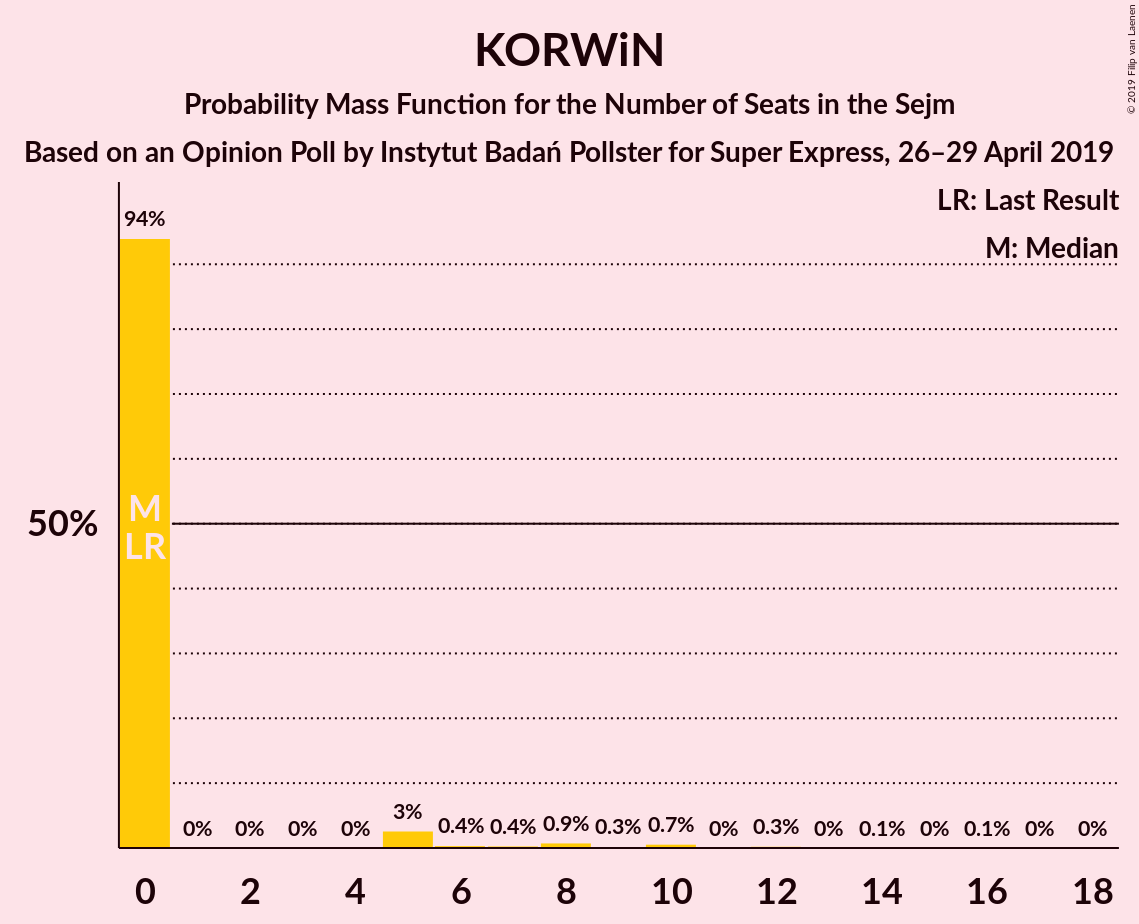 KORWiN
Probability Mass Function for the Number of Seats in the Sejm
Based on an Opinion Poll by Instytut Badań Pollster for Super Express, 26–29 April 2019
© 2019 Filip van Laenen
LR: Last Result
M: Median
94%
50%
M
LR
0% 0% 0% 0% 3% 0.4% 0.4% 0.9% 0.3% 0.7% 0% 0.3% 0% 0.1% 0% 0.1% 0% 0%
0 2 4 6 8 10 12 14 16 18